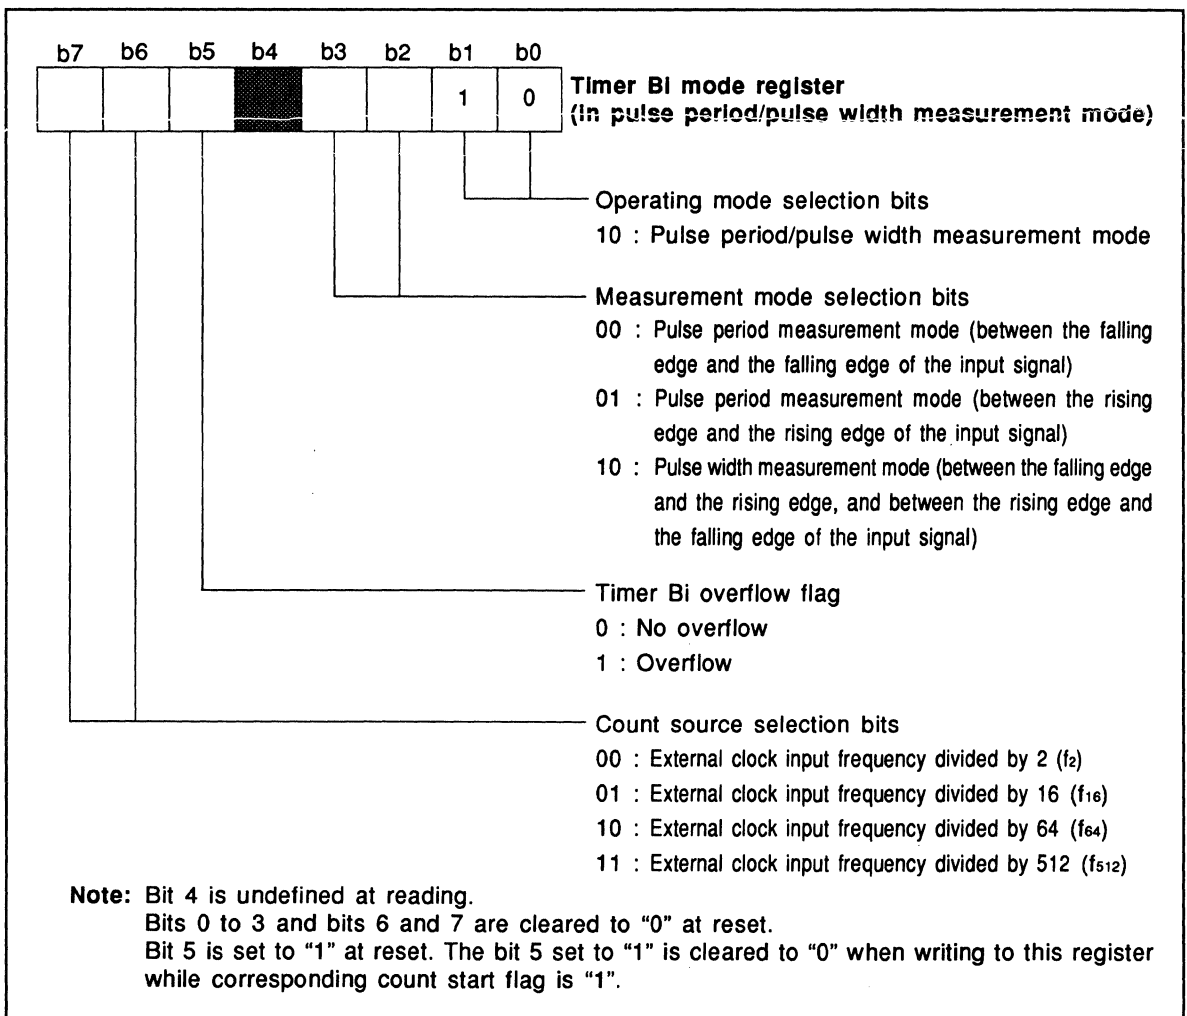 b7 b6 b5 b4 b3 b2 b1 b0
1 0
Timer Bi mode register
(in pulse period/pulse width measurement mode)
Operating mode selection bits
10 : Pulse period/pulse width measurement mode
Measurement mode selection bits
00 : Pulse period measurement mode (between the falling
edge and the falling edge of the input signal)
01 : Pulse period measurement mode (between the rising
edge and the rising edge of the input signal)
10 : Pulse width measurement mode (between the falling edge
and the rising edge, and between the rising edge and
the falling edge of the input signal)
Timer Bi overflow flag
0 : No overflow
1 : Overflow
Count source selection bits
00 : External clock input frequency divided by 2 (f2)
01 : External clock input frequency divided by 16 (f16)
10 : External clock input frequency divided by 64 (f64)
11 : External clock input frequency divided by 512 (f512)
Note: Bit 4 is undefined at reading.
Bits 0 to 3 and bits 6 and 7 are cleared to “0” at reset.
Bit 5 is set to “1” at reset. The bit 5 set to “1” is cleared to “0” when writing to this register
while corresponding count start flag is “1”.